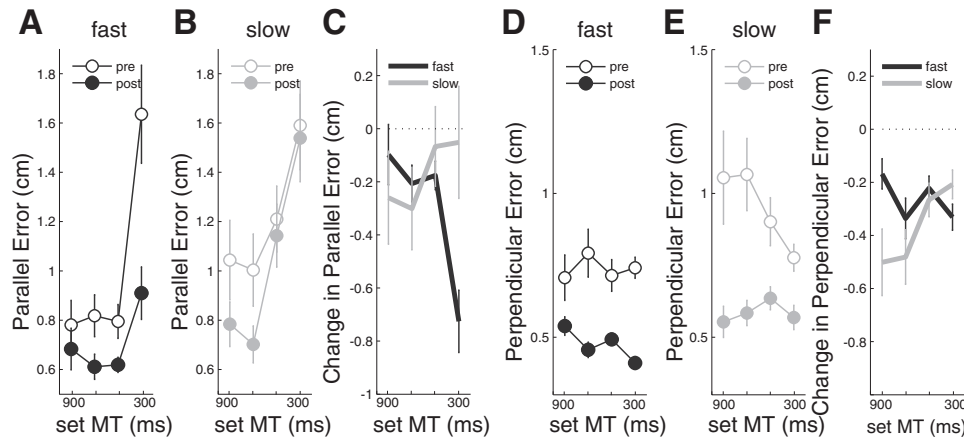 A
fast
pre
post
Parallel Error (cm)
1.8
1.6
1.4
1.2
1
0.8
0.6
900
300
set MT (ms)
B
slow
pre
post
Parallel Error (cm)
1.8
1.6
1.4
1.2
1
0.8
0.6
900
300
set MT (ms)
C
fast
slow
Change in Parallel Error (cm)
0.2
0
-0.2
-0.4
-0.6
-0.8
-1
900
300
set MT (ms)
D
fast
pre
post
Perpendicular Error (cm)
1.5
1
0.5
900
300
set MT (ms)
E
slow
pre
post
Perpendicular Error (cm)
1.5
1
0.5
900
300
set MT (ms)
F
fast
slow
Change in Perpendicular Error (cm)
0.2
0
-0.2
-0.4
-0.6
-0.8
900
300
set MT (ms)